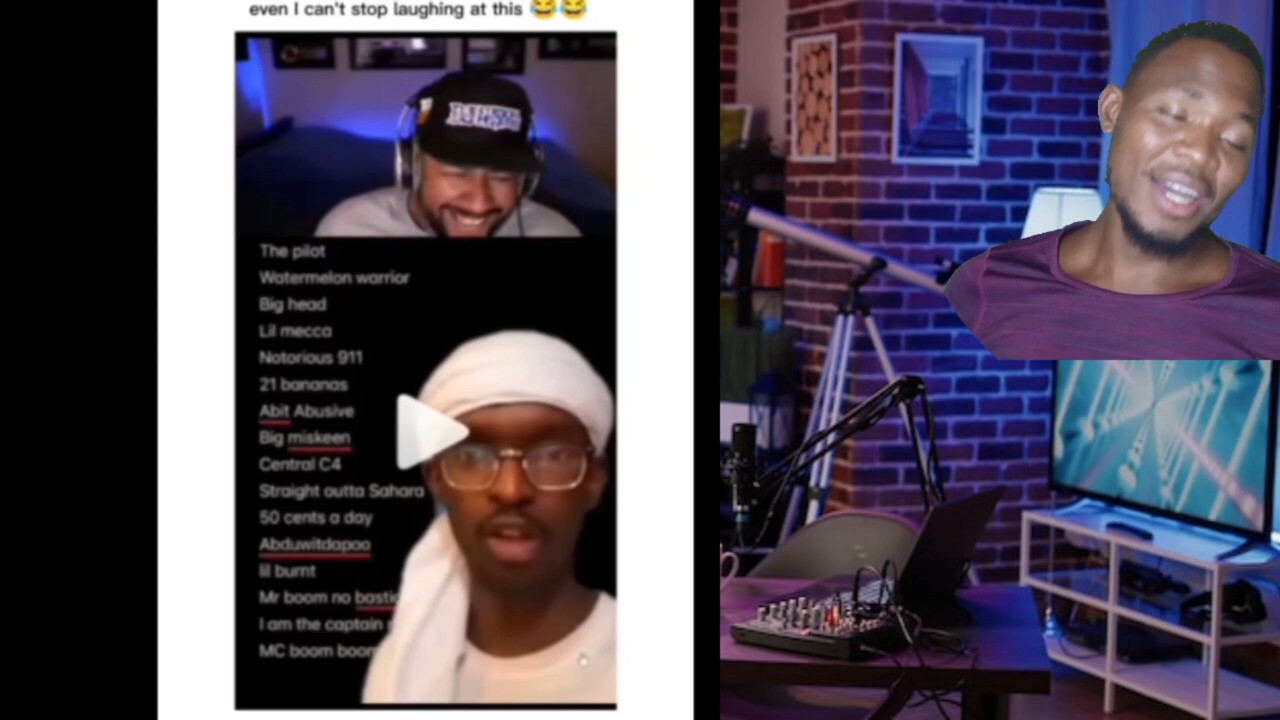 even I can't stop laughing at this 😂😂
The pilot
Watermelon warrior
Big head
Lil mecca
Notorious 911
21 bananas
Abit Abusive
Big miskeen
Central C4
Straight outta Sahara
50 cents a day
Abduwitdapoo
lil burnt
Mr boom no
I am the captain
MC boom boom